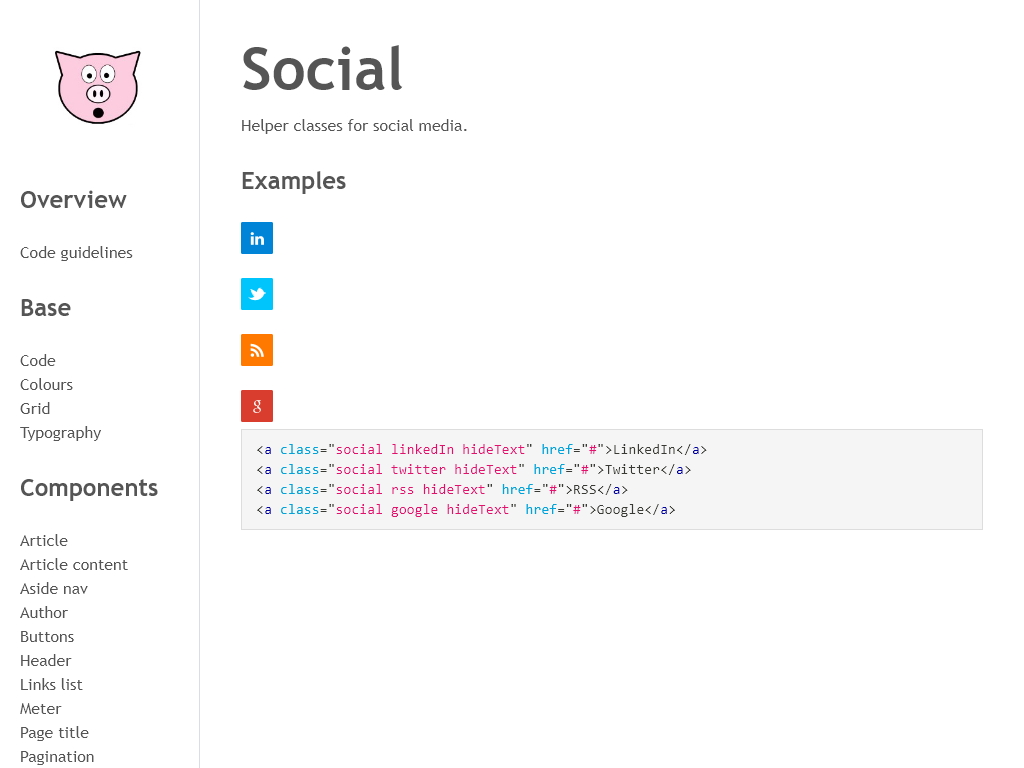 Overview
Code guidelines
Base
Code
Colours
Grid
Typography
Components
Article
Article content
Aside nav
Author
Buttons
Header
Links list
Meter
Page title
Pagination
Social
Helper classes for social media.
Examples
in
g
<a class="social linkedIn hideText" href="#">LinkedIn</a>
<a class="social twitter hideText" href="#">Twitter</a>
<a class="social rss hideText" href="#">RSS</a>
<a class="social google hideText" href="#">Google</a>